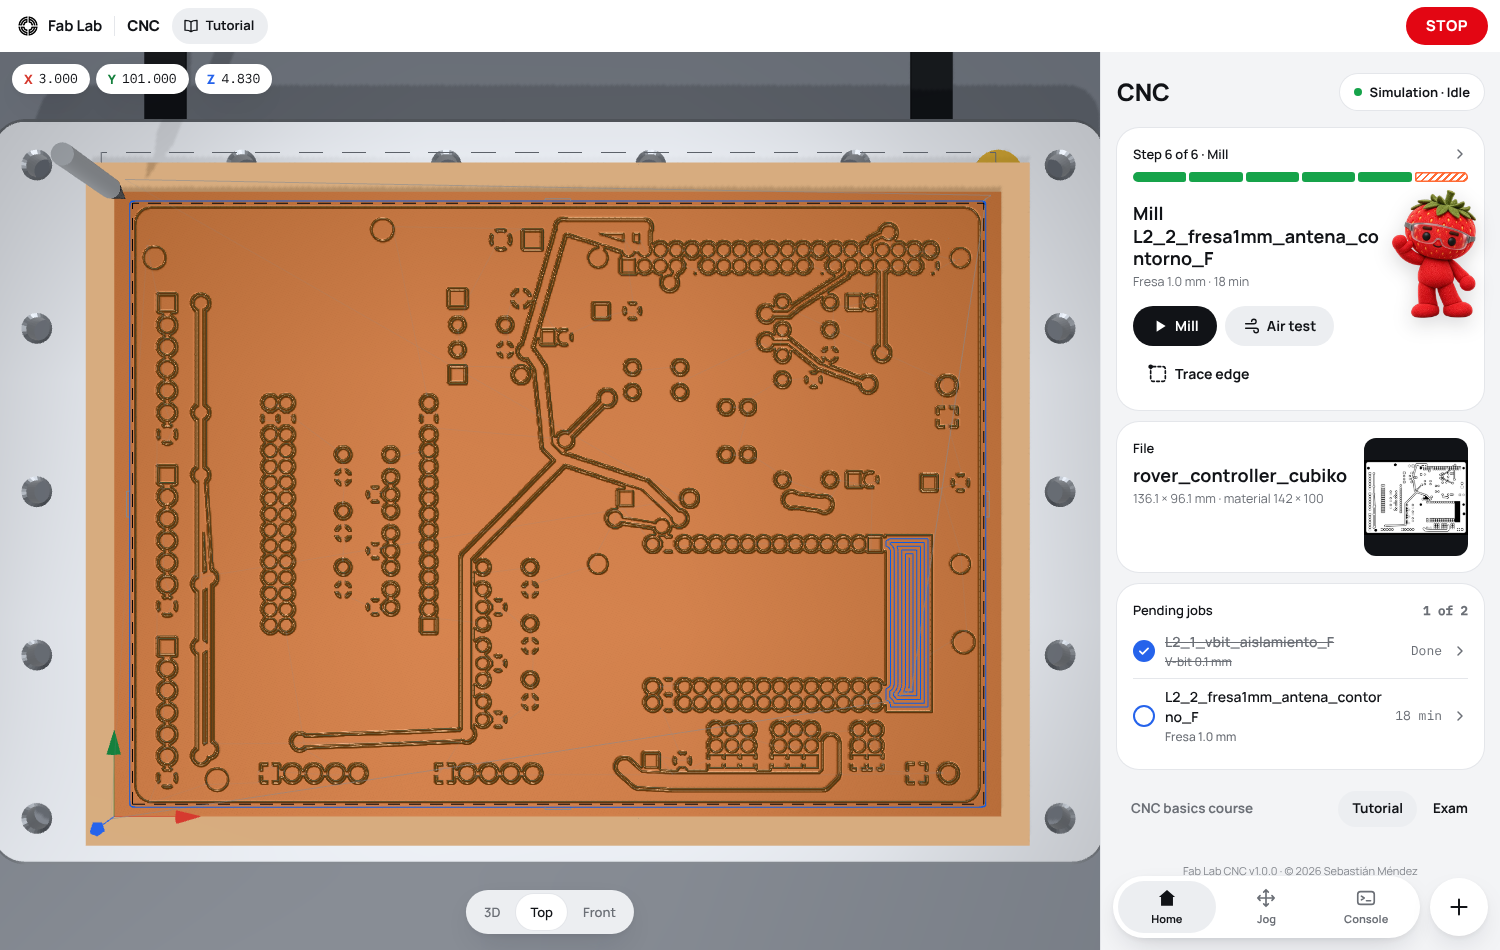 Fab Lab
CNC
Tutorial
STOP
X 3.000
Y 101.000
Z 4.830
CNC
Simulation · Idle
Step 6 of 6 · Mill
Mill
L2_2_fresa1mm_antena_co
ntorno_F
Fresa 1.0 mm · 18 min
Mill
Air test
Trace edge
File
rover_controller_cubiko
136.1 × 96.1 mm · material 142 × 100
Pending jobs
1 of 2
L2_1_vbit_aislamiento_F
V-bit 0.1 mm
Done
L2_2_fresa1mm_antena_contor
no_F
Fresa 1.0 mm
18 min
CNC basics course
Tutorial
Exam
Fab Lab CNC v1.0.0 · © 2026 Sebastián Méndez
3D
Top
Front
Home
Jog
Console